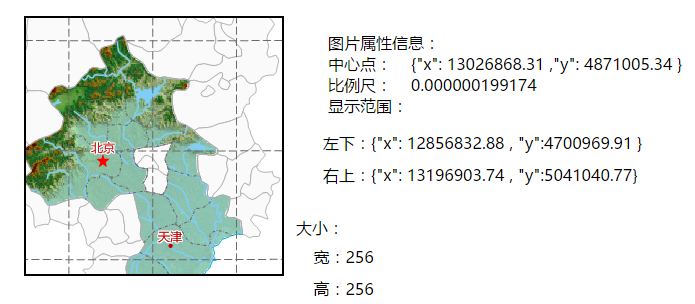 北京
天津
图片属性信息：
中心点： {"x": 13026868.31 ,"y": 4871005.34 }
比例尺： 0.000000199174
显示范围：
左下：{"x": 12856832.88 , "y":4700969.91 }
右上：{"x": 13196903.74 , "y":5041040.77}
大小：
宽：256
高：256